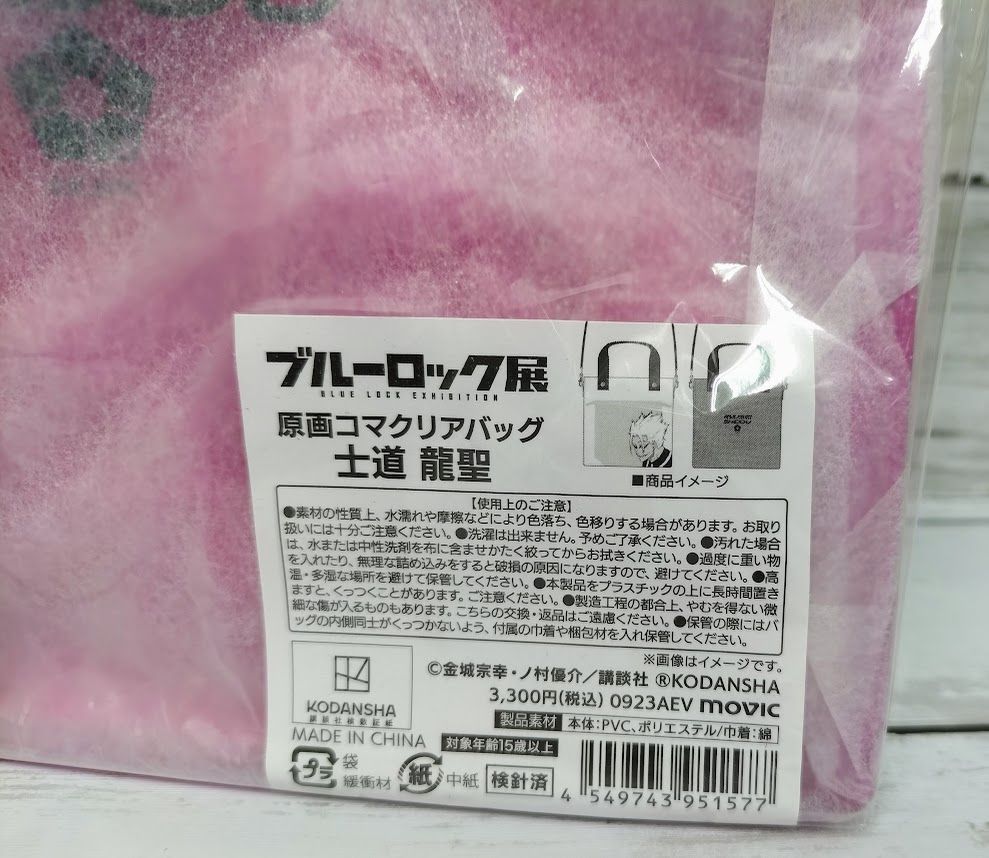 ブルーロック展
BLUE LOCK EXHIBITION
原画コマクリアバッグ
士道 龍聖
■商品イメージ
【使用上のご注意】
●素材の性質上、水濡れや摩擦などにより色落ち、色移りする場合があります。お取り
扱いには十分ご注意ください。●洗濯は出来ません。予めご了承ください。●汚れた場合
は、水または中性洗剤を布に含ませかたく絞ってからお拭きください。●過度に重い物
を入れたり、無理な詰め込みをすると破損の原因になりますので、避けてください。●高
温・多湿な場所を避けて保管してください。●本製品をプラスチックの上に長時間置き
ますと、くっつくことがあります。ご注意ください。●製造工程の都合上、やむを得ない微
細な傷が入るものもあります。こちらの交換・返品はご遠慮ください。●保管の際にはバ
ッグの内側同士がくっつかないよう、付属の巾着や梱包材を入れ保管してください。
※画像はイメージです。
©金城宗幸・ノ村優介／講談社 ®KODANSHA
3,300円(税込) 0923AEV movic
KODANSHA
講談社検数証紙
製品素材 本体：PVC、ポリエステル/巾着：綿
MADE IN CHINA
対象年齢15歳以上
プラ 袋 緩衝材 紙 中紙 検針済
4 549743 951577